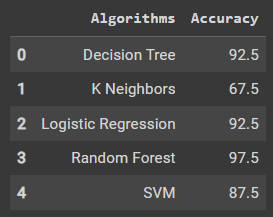 Algorithms Accuracy
0 Decision Tree 92.5
1 K Neighbors 67.5
2 Logistic Regression 92.5
3 Random Forest 97.5
4 SVM 87.5